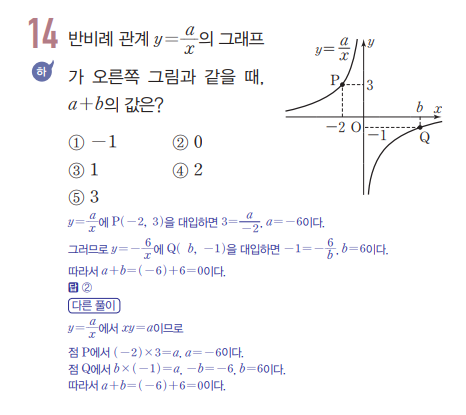 14 반비례 관계 y=a/x의 그래프
하 가 오른쪽 그림과 같을 때,
a+b의 값은?
① -1 ② 0
③ 1 ④ 2
⑤ 3
y=a/x
y
P
3
b x
-2 O
-1
Q
y=a/x에 P(-2, 3)을 대입하면 3=a/-2, a=-6이다.
그러므로 y=-6/x에 Q( b, -1)을 대입하면 -1=-6/b, b=6이다.
따라서 a+b=(-6)+6=0이다.
답 ②
다른 풀이
y=a/x에서 xy=a이므로
점 P에서 (-2)×3=a, a=-6이다.
점 Q에서 b×(-1)=a, -b=-6, b=6이다.
따라서 a+b=(-6)+6=0이다.